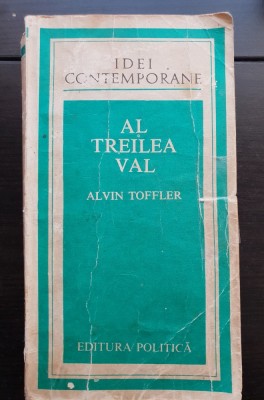 IDEI
CONTEMPORANE
AL
TREILEA
VAL
ALVIN TOFFLER
EDITURA POLITICĂ